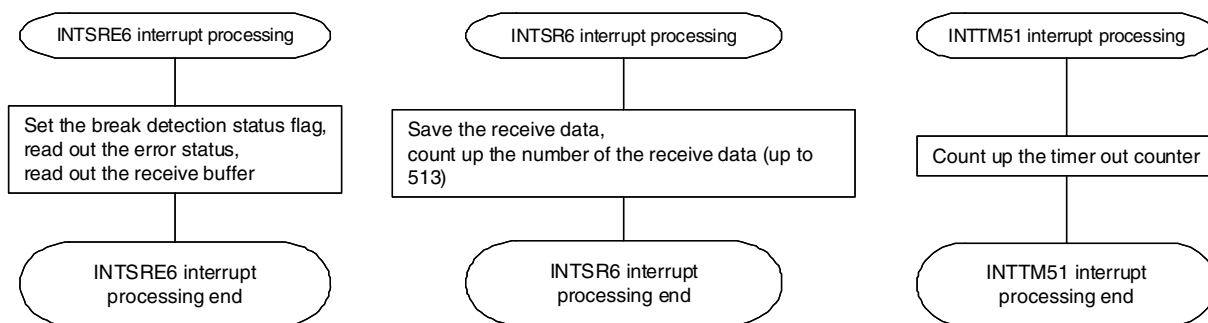 INTSRE6 interrupt processing
Set the break detection status flag,
read out the error status,
read out the receive buffer
INTSRE6 interrupt
processing end
INTSR6 interrupt processing
Save the receive data,
count up the number of the receive data (up to
513)
INTSR6 interrupt
processing end
INTTM51 interrupt processing
Count up the timer out counter
INTTM51 interrupt
processing end